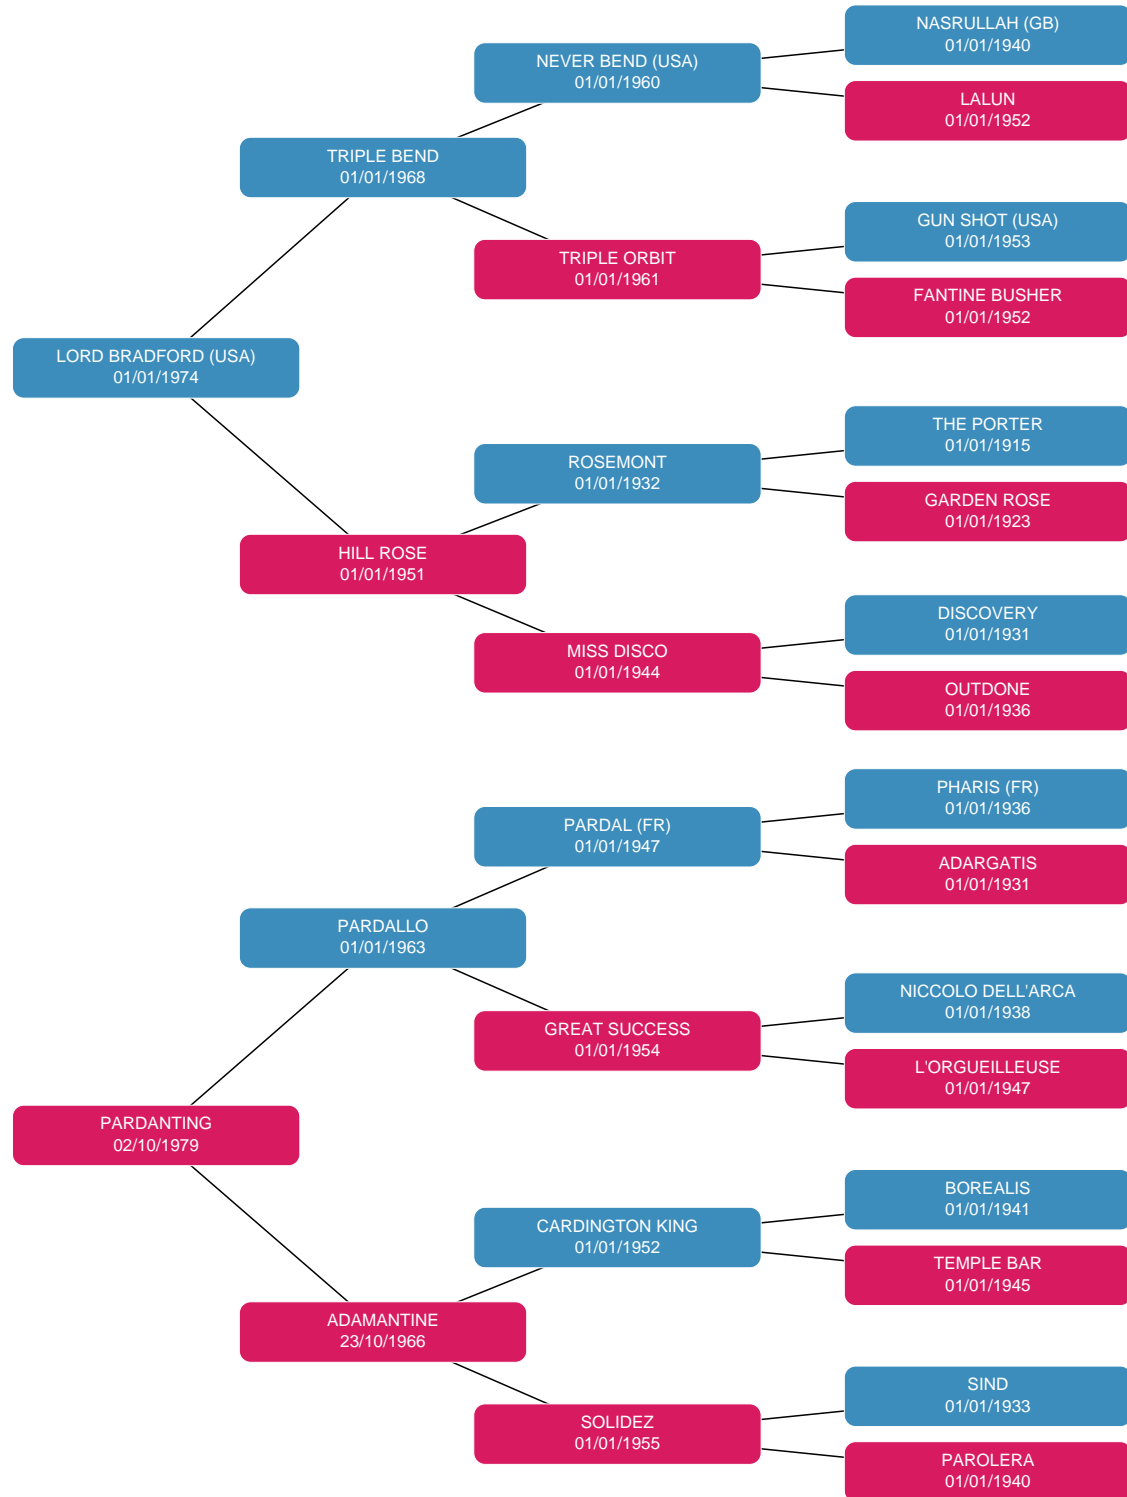 NASRULLAH (GB)
01/01/1940
NEVER BEND (USA)
01/01/1960
LALUN
01/01/1952
TRIPLE BEND
01/01/1968
GUN SHOT (USA)
01/01/1953
TRIPLE ORBIT
01/01/1961
FANTINE BUSHER
01/01/1952
LORD BRADFORD (USA)
01/01/1974
THE PORTER
01/01/1915
ROSEMONT
01/01/1932
GARDEN ROSE
01/01/1923
HILL ROSE
01/01/1951
DISCOVERY
01/01/1931
MISS DISCO
01/01/1944
OUTDONE
01/01/1936
PHARIS (FR)
01/01/1936
PARDAL (FR)
01/01/1947
ADARGATIS
01/01/1931
PARDALLO
01/01/1963
NICCOLO DELL'ARCA
01/01/1938
GREAT SUCCESS
01/01/1954
L'ORGUEILLEUSE
01/01/1947
PARDANTING
02/10/1979
BOREALIS
01/01/1941
CARDINGTON KING
01/01/1952
TEMPLE BAR
01/01/1945
ADAMANTINE
23/10/1966
SIND
01/01/1933
SOLIDEZ
01/01/1955
PAROLERA
01/01/1940